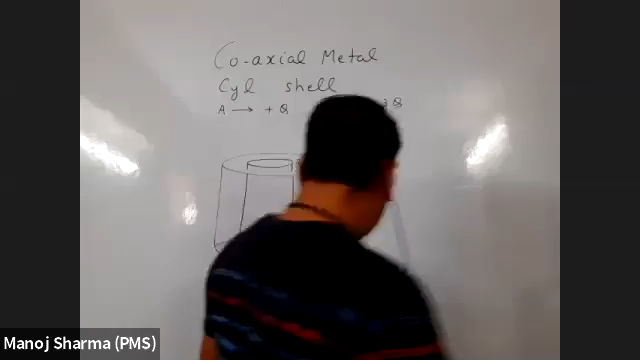 Co-axial Metal
Cyl shell
A → + Q
Manoj Sharma (PMS)